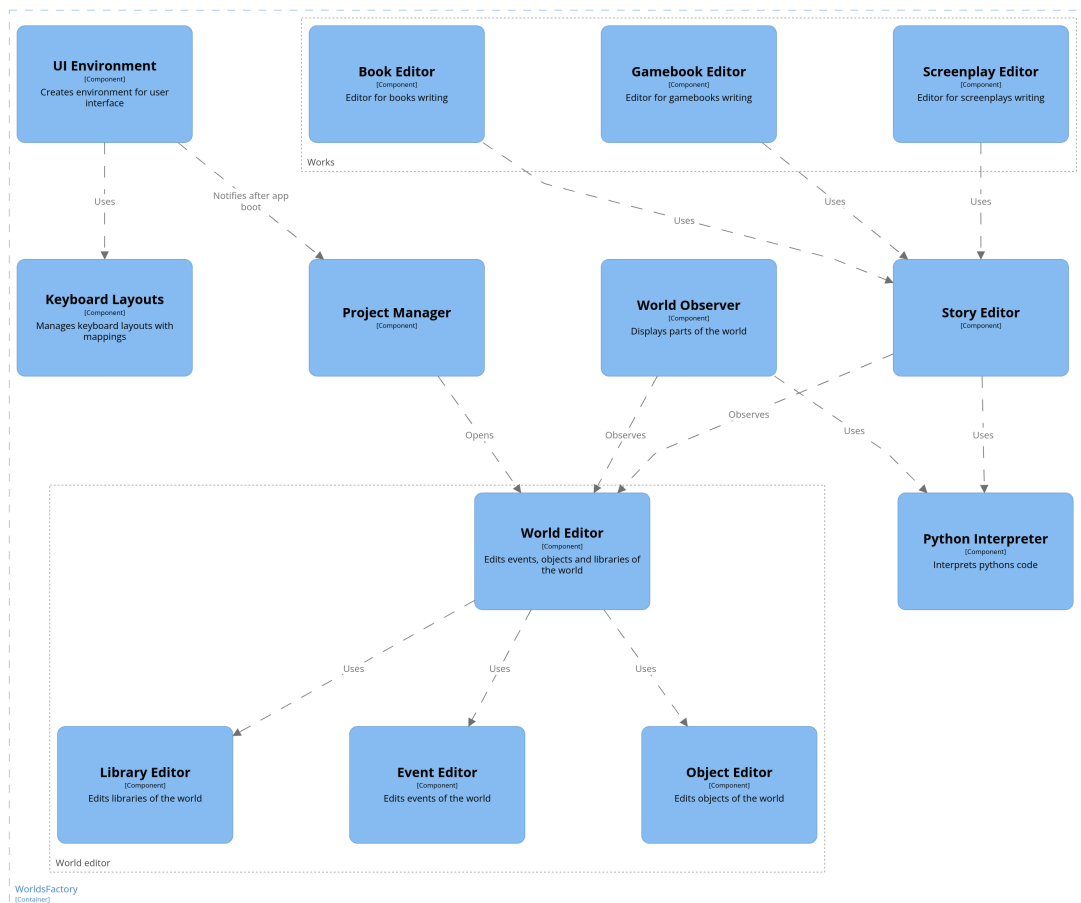 UI Environment
[Component]
Creates environment for user
interface
Book Editor
[Component]
Editor for books writing
Gamebook Editor
[Component]
Editor for gamebooks writing
Screenplay Editor
[Component]
Editor for screenplays writing
Works
Uses
Notifies after app
boot
Uses
Uses
Uses
Keyboard Layouts
[Component]
Manages keyboard layouts with
mappings
Project Manager
[Component]
World Observer
[Component]
Displays parts of the world
Story Editor
[Component]
Opens
Observes
Observes
Uses
Uses
World Editor
[Component]
Edits events, objects and libraries of
the world
Python Interpreter
[Component]
Interprets pythons code
Uses
Uses
Uses
Library Editor
[Component]
Edits libraries of the world
Event Editor
[Component]
Edits events of the world
Object Editor
[Component]
Edits objects of the world
World editor
WorldsFactory
[Container]